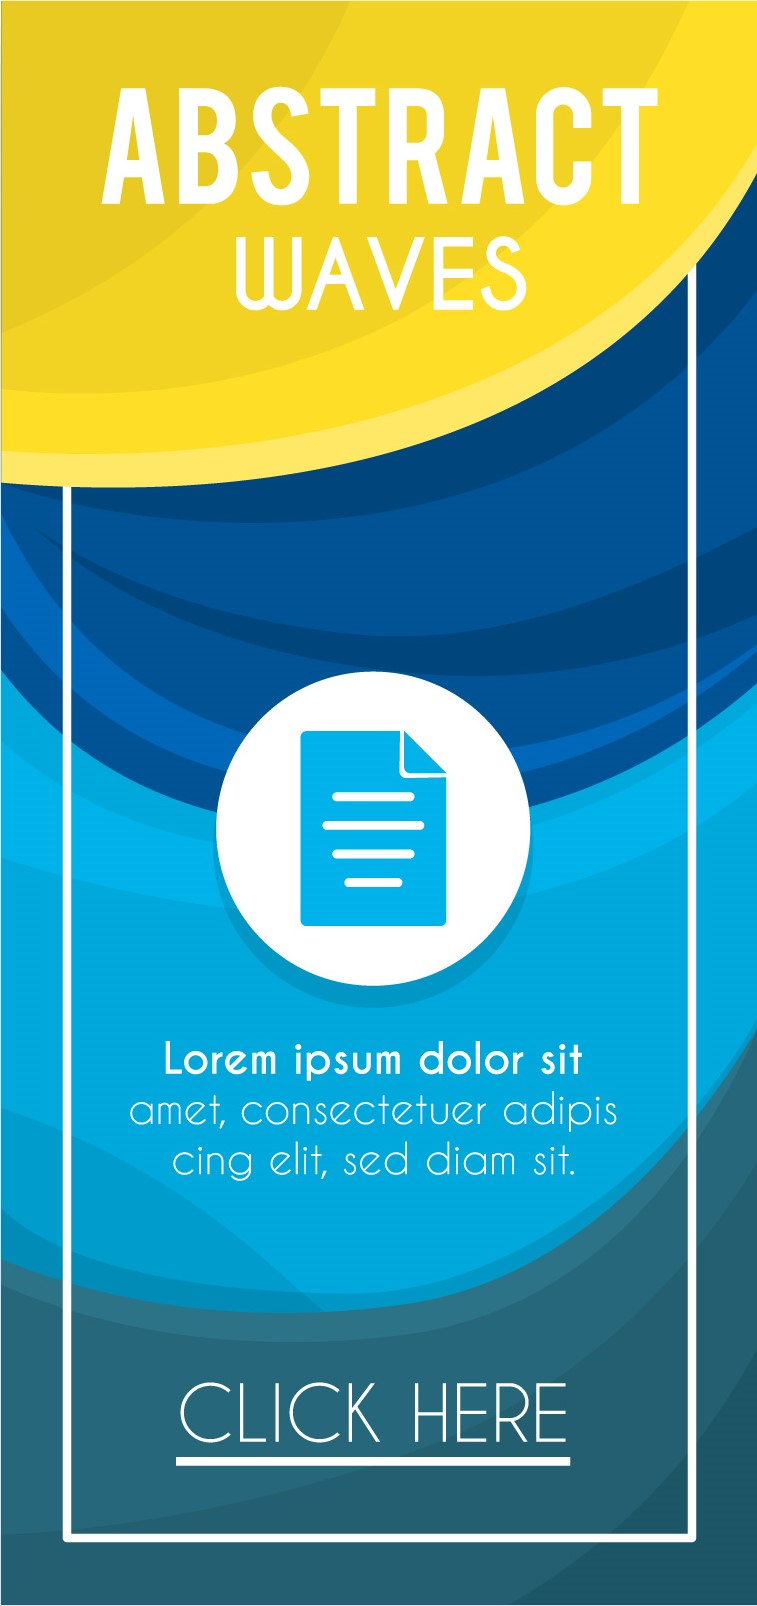 ABSTRACT
WAVES
Lorem ipsum dolor sit
amet, consectetuer adipis
cing elit, sed diam sit.
CLICK HERE